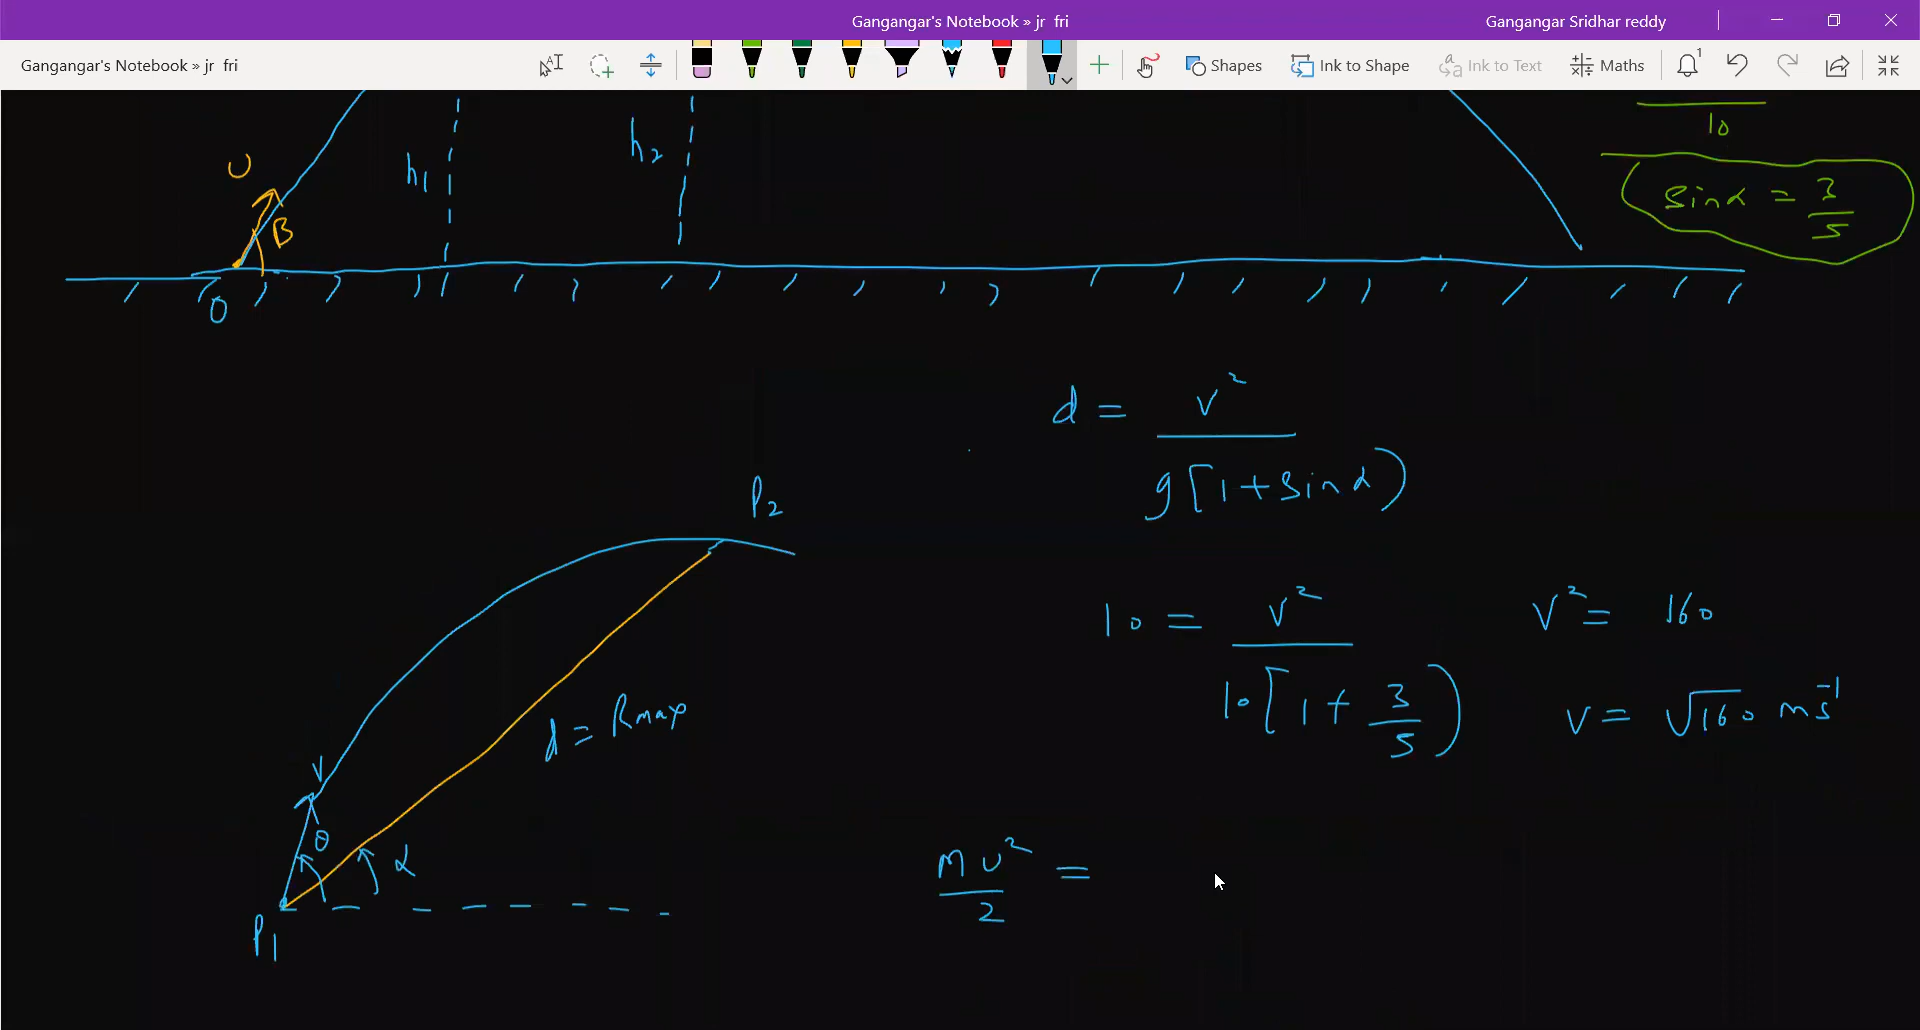 Gangangar's Notebook » jr fri
Gangangar Sridhar reddy
Gangangar's Notebook » jr fri
Shapes
Ink to Shape
Ink to Text
Maths
1
10
sinα = 3/5
U
B
h₁
h₂
O
d = v² / g[1 + sinα)
P₂
10 = v² / 10[1 + 3/5)
v² = 160
v = √160 ms⁻¹
d = Rmax
V
θ
α
P₁
mu²/2 =